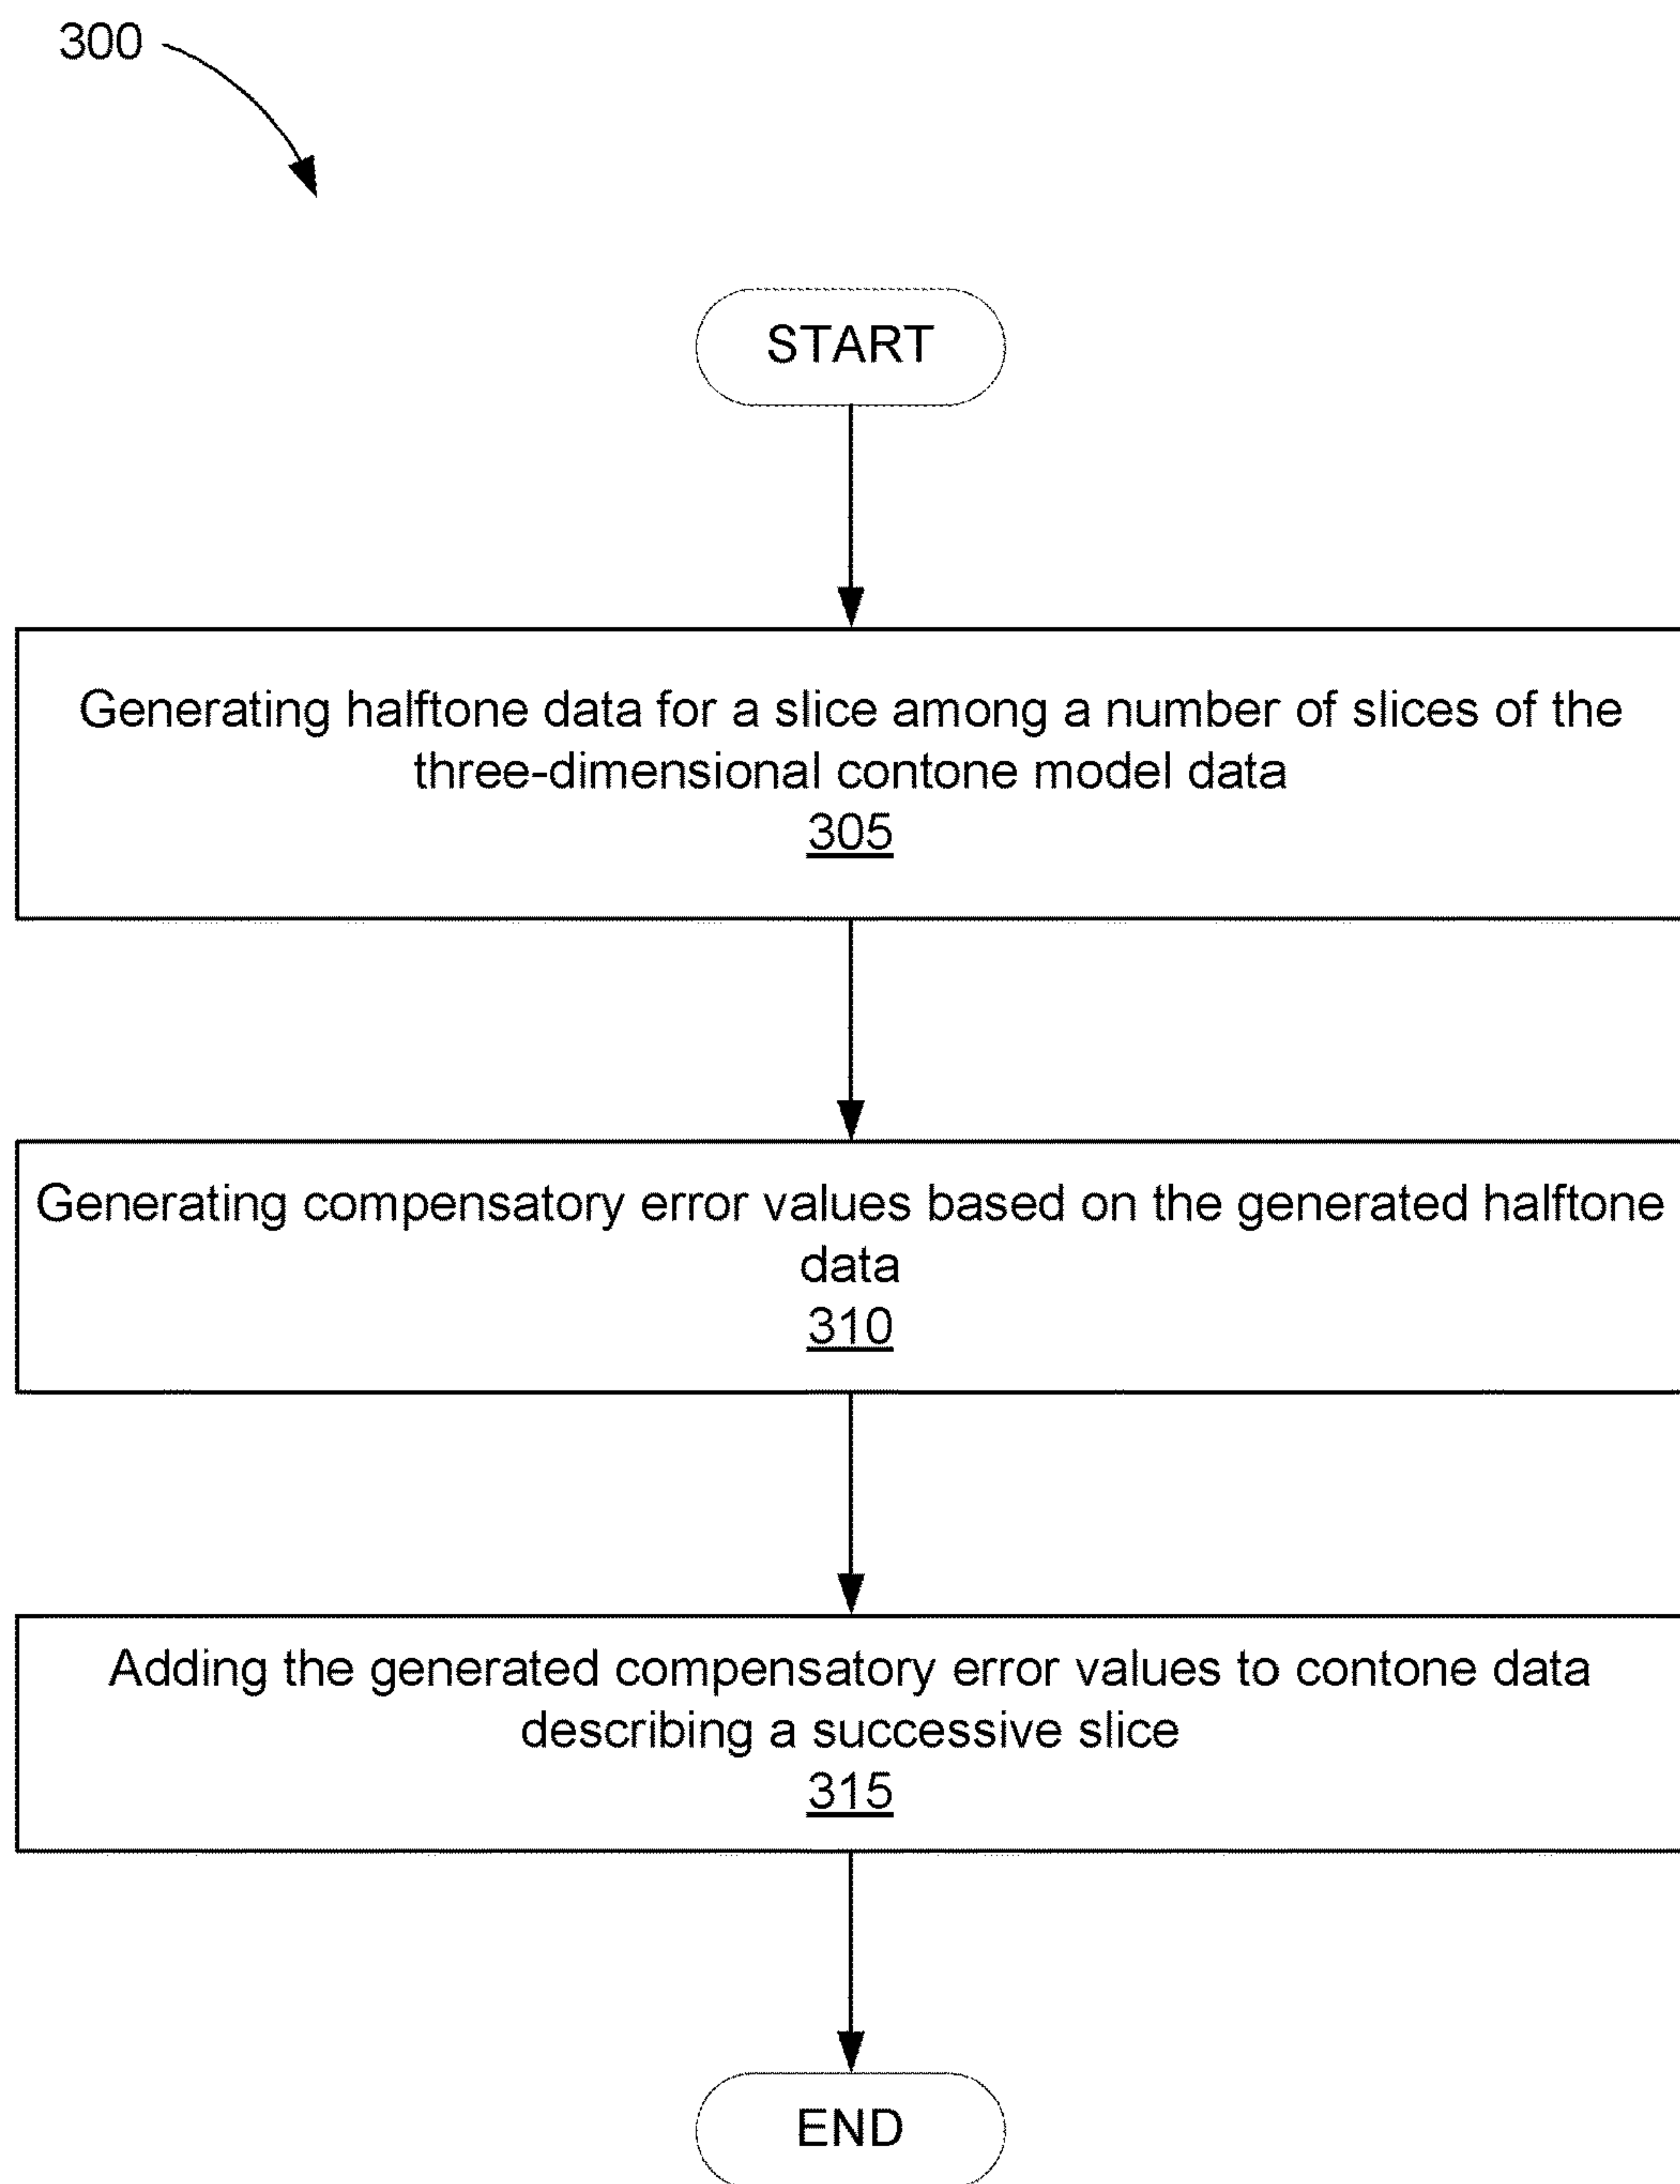 300
START
Generating halftone data for a slice among a number of slices of the
three-dimensional contone model data
305
Generating compensatory error values based on the generated halftone
data
310
Adding the generated compensatory error values to contone data
describing a successive slice
315
END